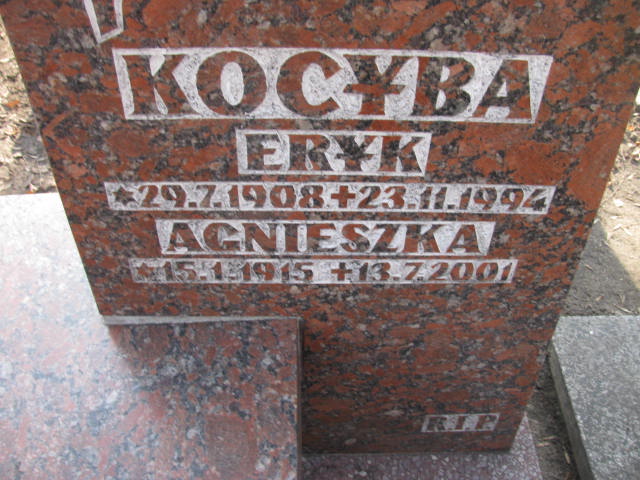 KOCYBA
ERYK
*29.7.1908+23.11.1994
AGNIESZKA
*15.1.1915 +13.7.2001
R.I.P.